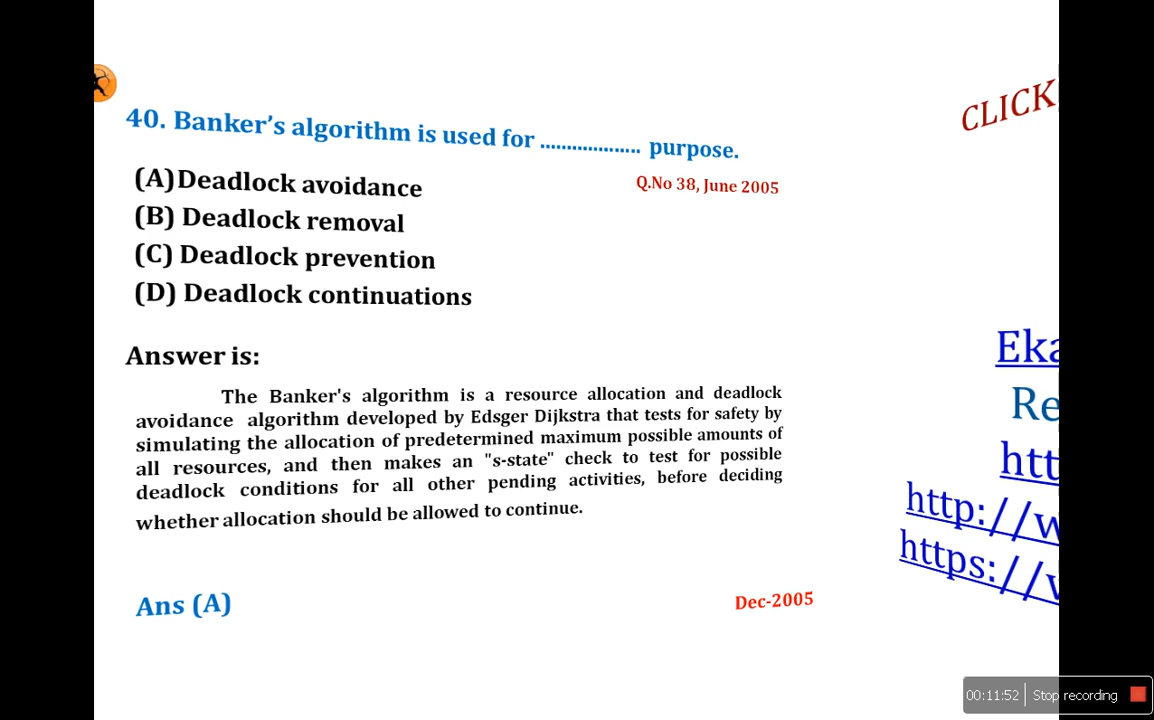 40. Banker's algorithm is used for ................... purpose.
CLICK
(A)Deadlock avoidance
Q.No 38, June 2005
(B) Deadlock removal
(C) Deadlock prevention
(D) Deadlock continuations
Answer is:
The Banker's algorithm is a resource allocation and deadlock
avoidance algorithm developed by Edsger Dijkstra that tests for safety by
simulating the allocation of predetermined maximum possible amounts of
all resources, and then makes an "s-state" check to test for possible
deadlock conditions for all other pending activities, before deciding
whether allocation should be allowed to continue.
Ans (A)
Dec-2005
Eka
Re
htt
http://w
https://v
00:11:52 Stop recording